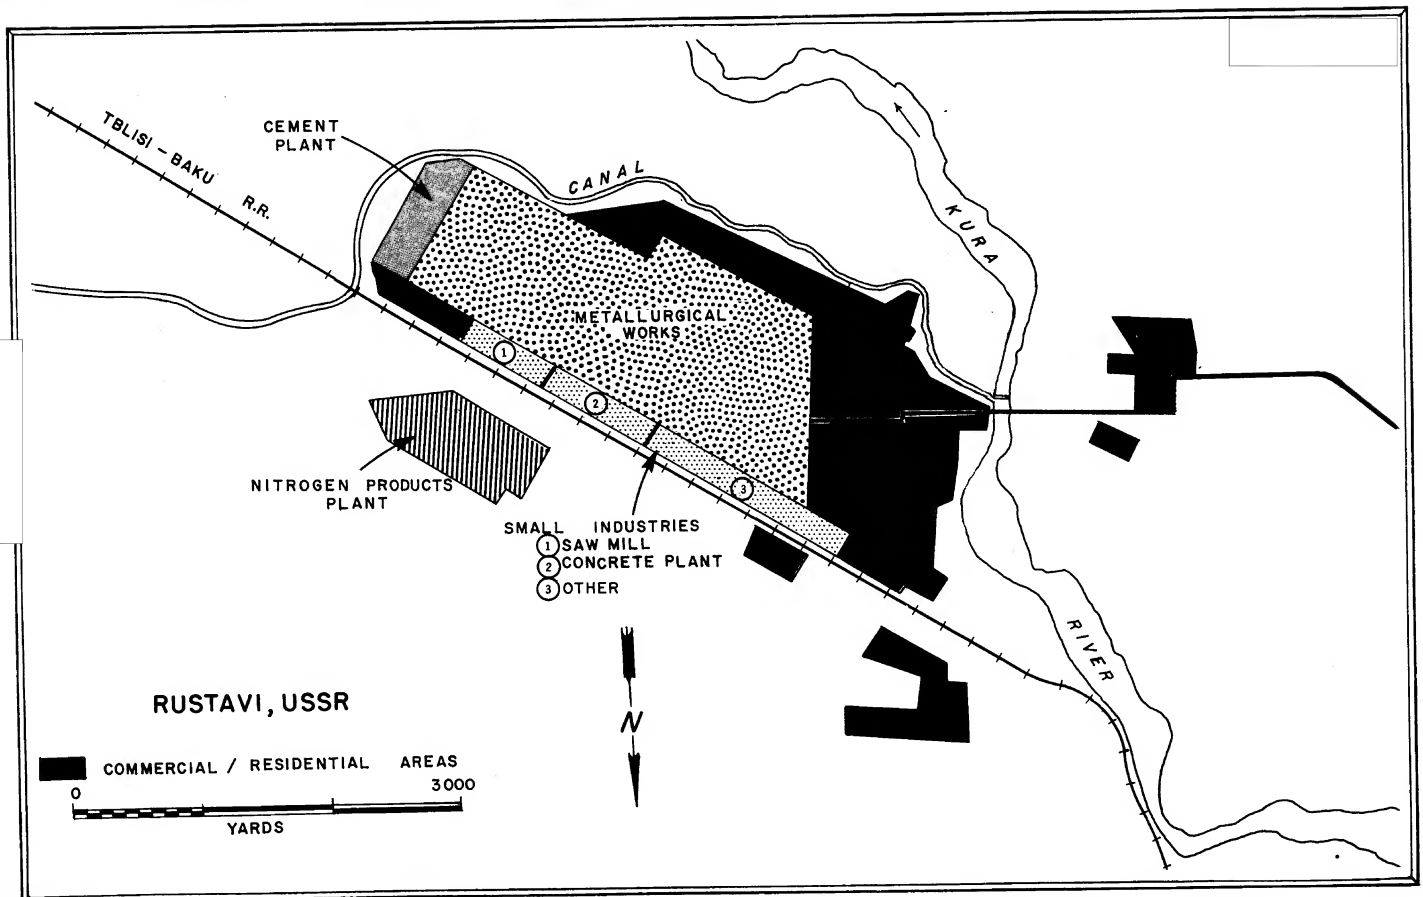 TBLISI - BAKU R.R.
CEMENT
PLANT
CANAL
KURA
METALLURGICAL
WORKS
1
2
3
NITROGEN PRODUCTS
PLANT
SMALL INDUSTRIES
1 SAW MILL
2 CONCRETE PLANT
3 OTHER
RIVER
N
RUSTAVI, USSR
COMMERCIAL / RESIDENTIAL AREAS
0 3000
YARDS